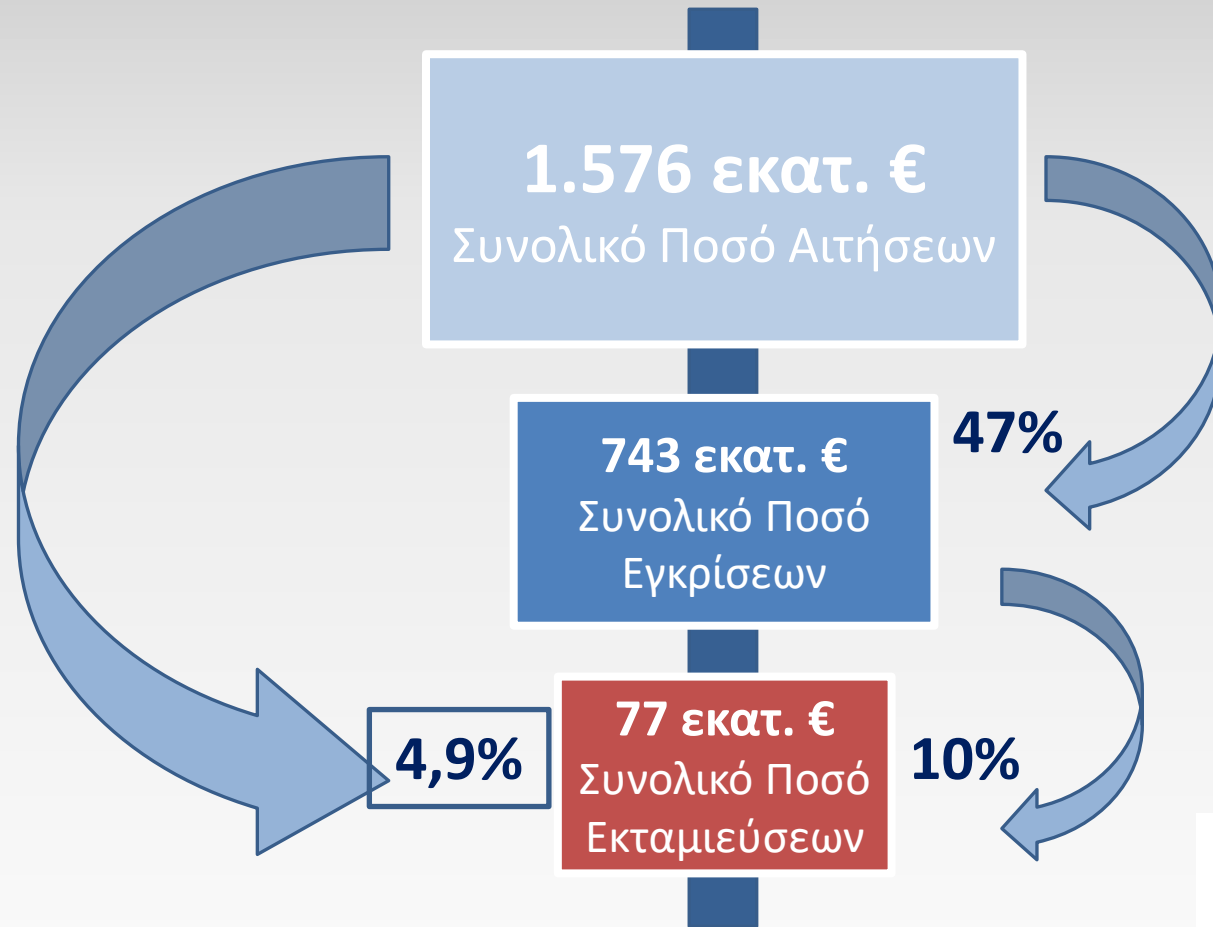 1.576 εκατ. €
Συνολικό Ποσό Αιτήσεων
47%
743 εκατ. €
Συνολικό Ποσό
Εγκρίσεων
4,9%
77 εκατ. €
Συνολικό Ποσό
Εκταμιεύσεων
10%